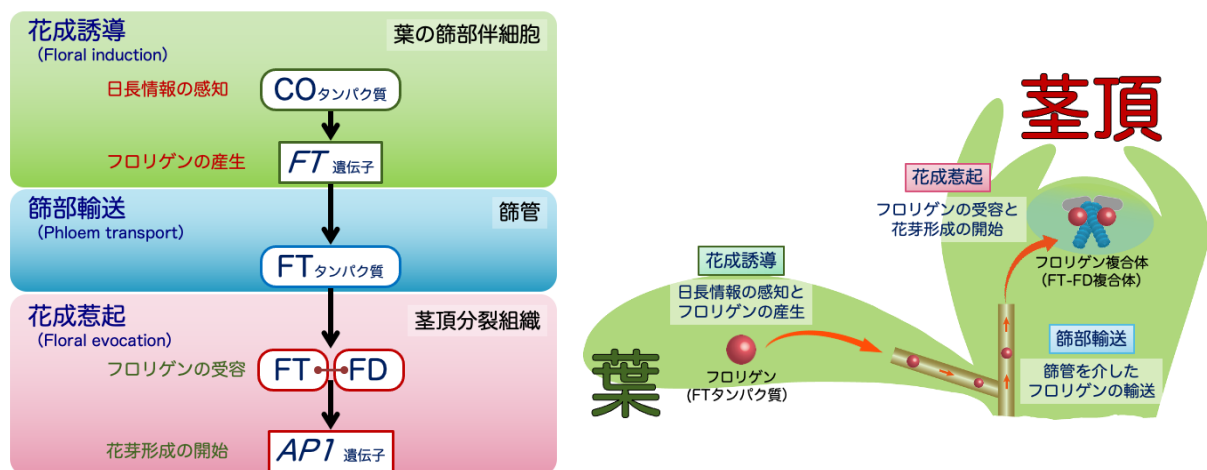 花成誘導
(Floral induction)
葉の篩部伴細胞
日長情報の感知
COタンパク質
フロリゲンの産生
FT 遺伝子
篩部輸送
(Phloem transport)
篩管
FTタンパク質
花成惹起
(Floral evocation)
茎頂分裂組織
フロリゲンの受容
FT
FD
花芽形成の開始
AP1 遺伝子
茎頂
花成惹起
フロリゲンの受容と
花芽形成の開始
フロリゲン複合体
(FT-FD複合体)
花成誘導
日長情報の感知と
フロリゲンの産生
葉
フロリゲン
(FTタンパク質)
篩部輸送
篩管を介した
フロリゲンの輸送